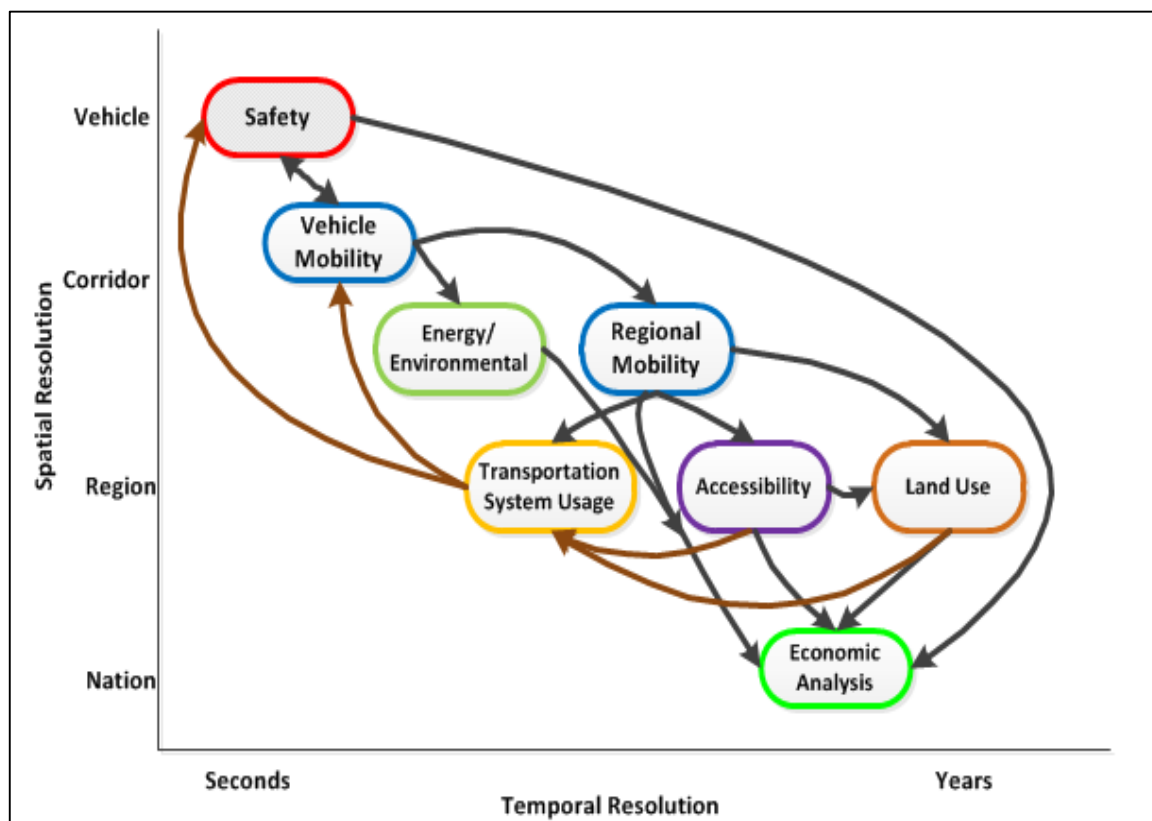 Vehicle
Safety
Vehicle
Mobility
Corridor
Energy/
Environmental
Regional
Mobility
Spatial Resolution
Region
Transportation
System Usage
Accessibility
Land Use
Nation
Economic
Analysis
Seconds
Years
Temporal Resolution